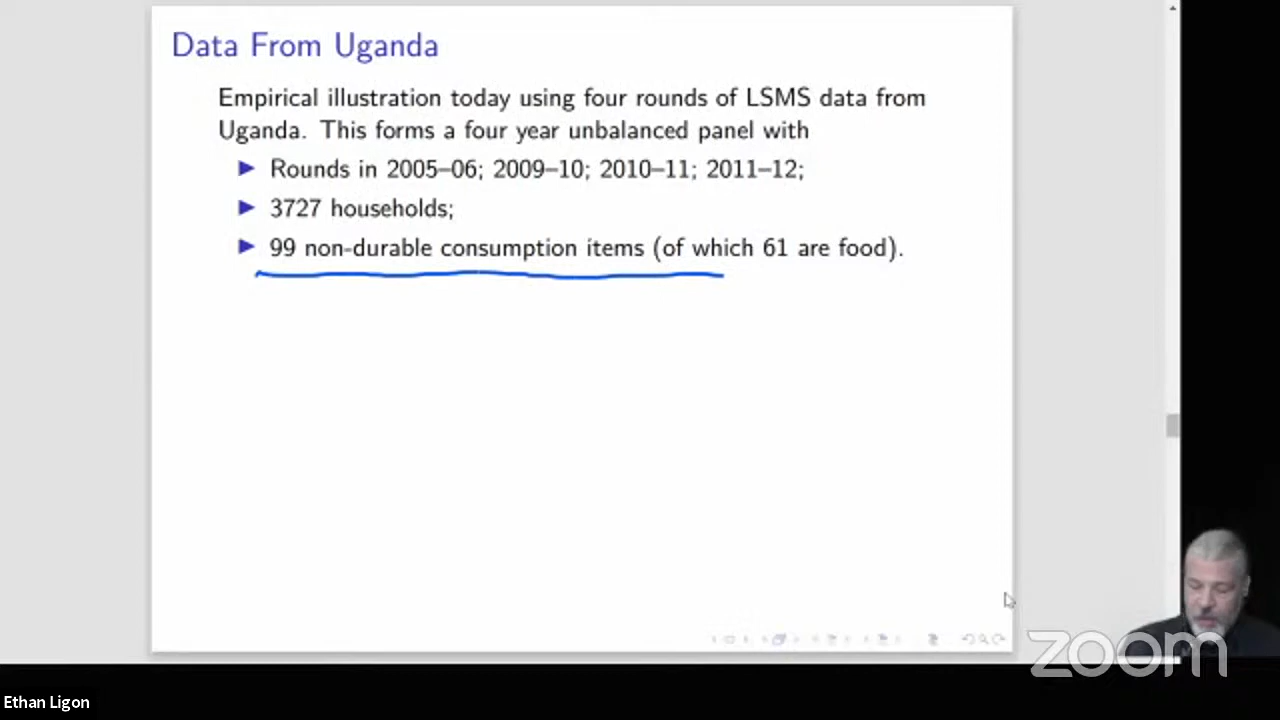 Data From Uganda
Empirical illustration today using four rounds of LSMS data from
Uganda. This forms a four year unbalanced panel with
Rounds in 2005–06; 2009–10; 2010–11; 2011–12;
3727 households;
99 non-durable consumption items (of which 61 are food).
zoom
Ethan Ligon